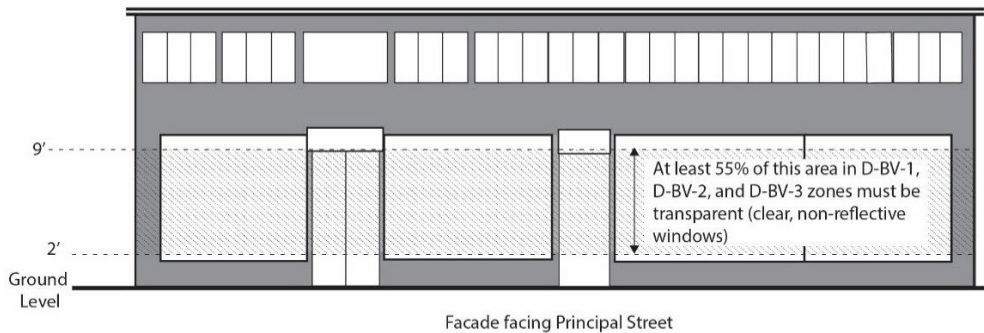 9’
At least 55% of this area in D-BV-1,
D-BV-2, and D-BV-3 zones must be
transparent (clear, non-reflective
windows)
2’
Ground
Level
Facade facing Principal Street